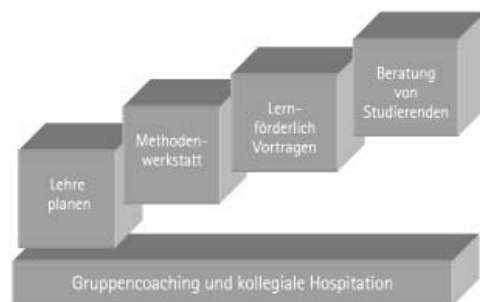 Lehre
planen
Methoden-
werkstatt
Lern-
förderlich
Vortragen
Beratung
von
Studierenden
Gruppencoaching und kollegiale Hospitation